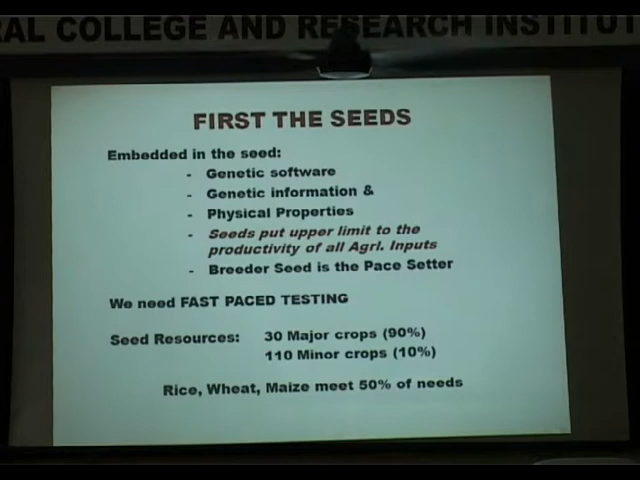 RAL COLLEGE AND RESEARCH INSTITUT
FIRST THE SEEDS
Embedded in the seed:
- Genetic software
- Genetic information &
- Physical Properties
- Seeds put upper limit to the
productivity of all Agrl. Inputs
- Breeder Seed is the Pace Setter
We need FAST PACED TESTING
Seed Resources: 30 Major crops (90%)
110 Minor crops (10%)
Rice, Wheat, Maize meet 50% of needs